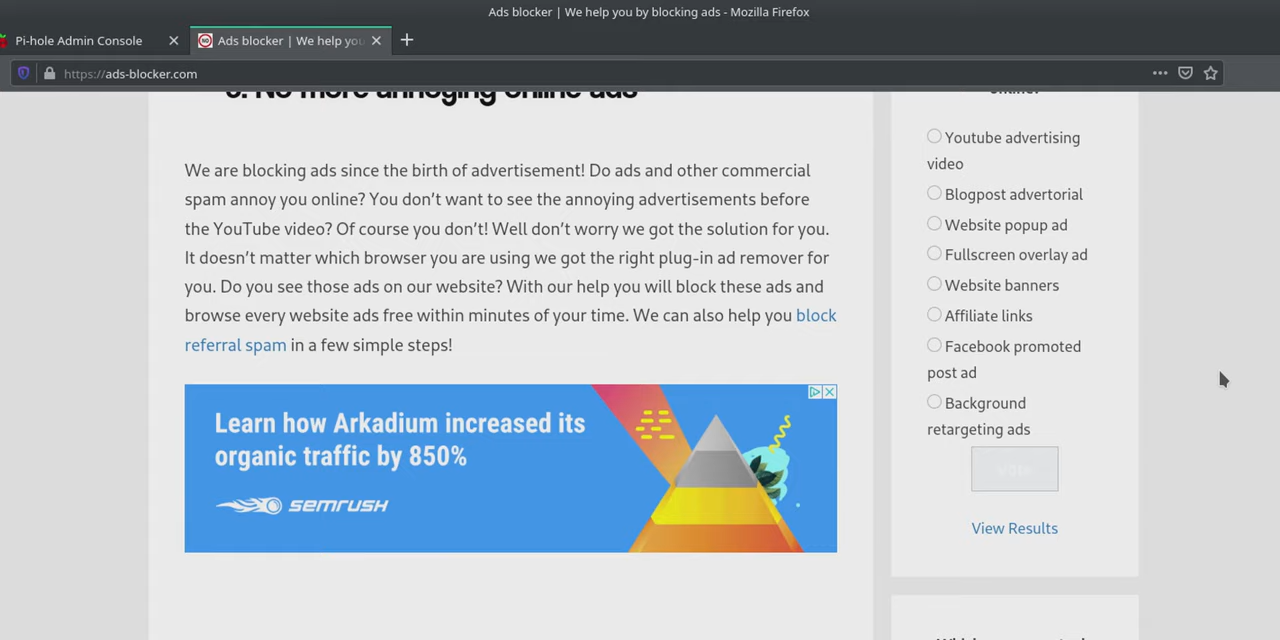 Ads blocker | We help you by blocking ads - Mozilla Firefox
Pi-hole Admin Console
Ads blocker | We help you
https://ads-blocker.com
No more annoying online ads
We are blocking ads since the birth of advertisement! Do ads and other commercial
spam annoy you online? You don’t want to see the annoying advertisements before
the YouTube video? Of course you don’t! Well don’t worry we got the solution for you.
It doesn’t matter which browser you are using we got the right plug-in ad remover for
you. Do you see those ads on our website? With our help you will block these ads and
browse every website ads free within minutes of your time. We can also help you block
referral spam in a few simple steps!
Learn how Arkadium increased its
organic traffic by 850%
SEMRUSH
Youtube advertising
video
Blogpost advertorial
Website popup ad
Fullscreen overlay ad
Website banners
Affiliate links
Facebook promoted
post ad
Background
retargeting ads
Vote
View Results